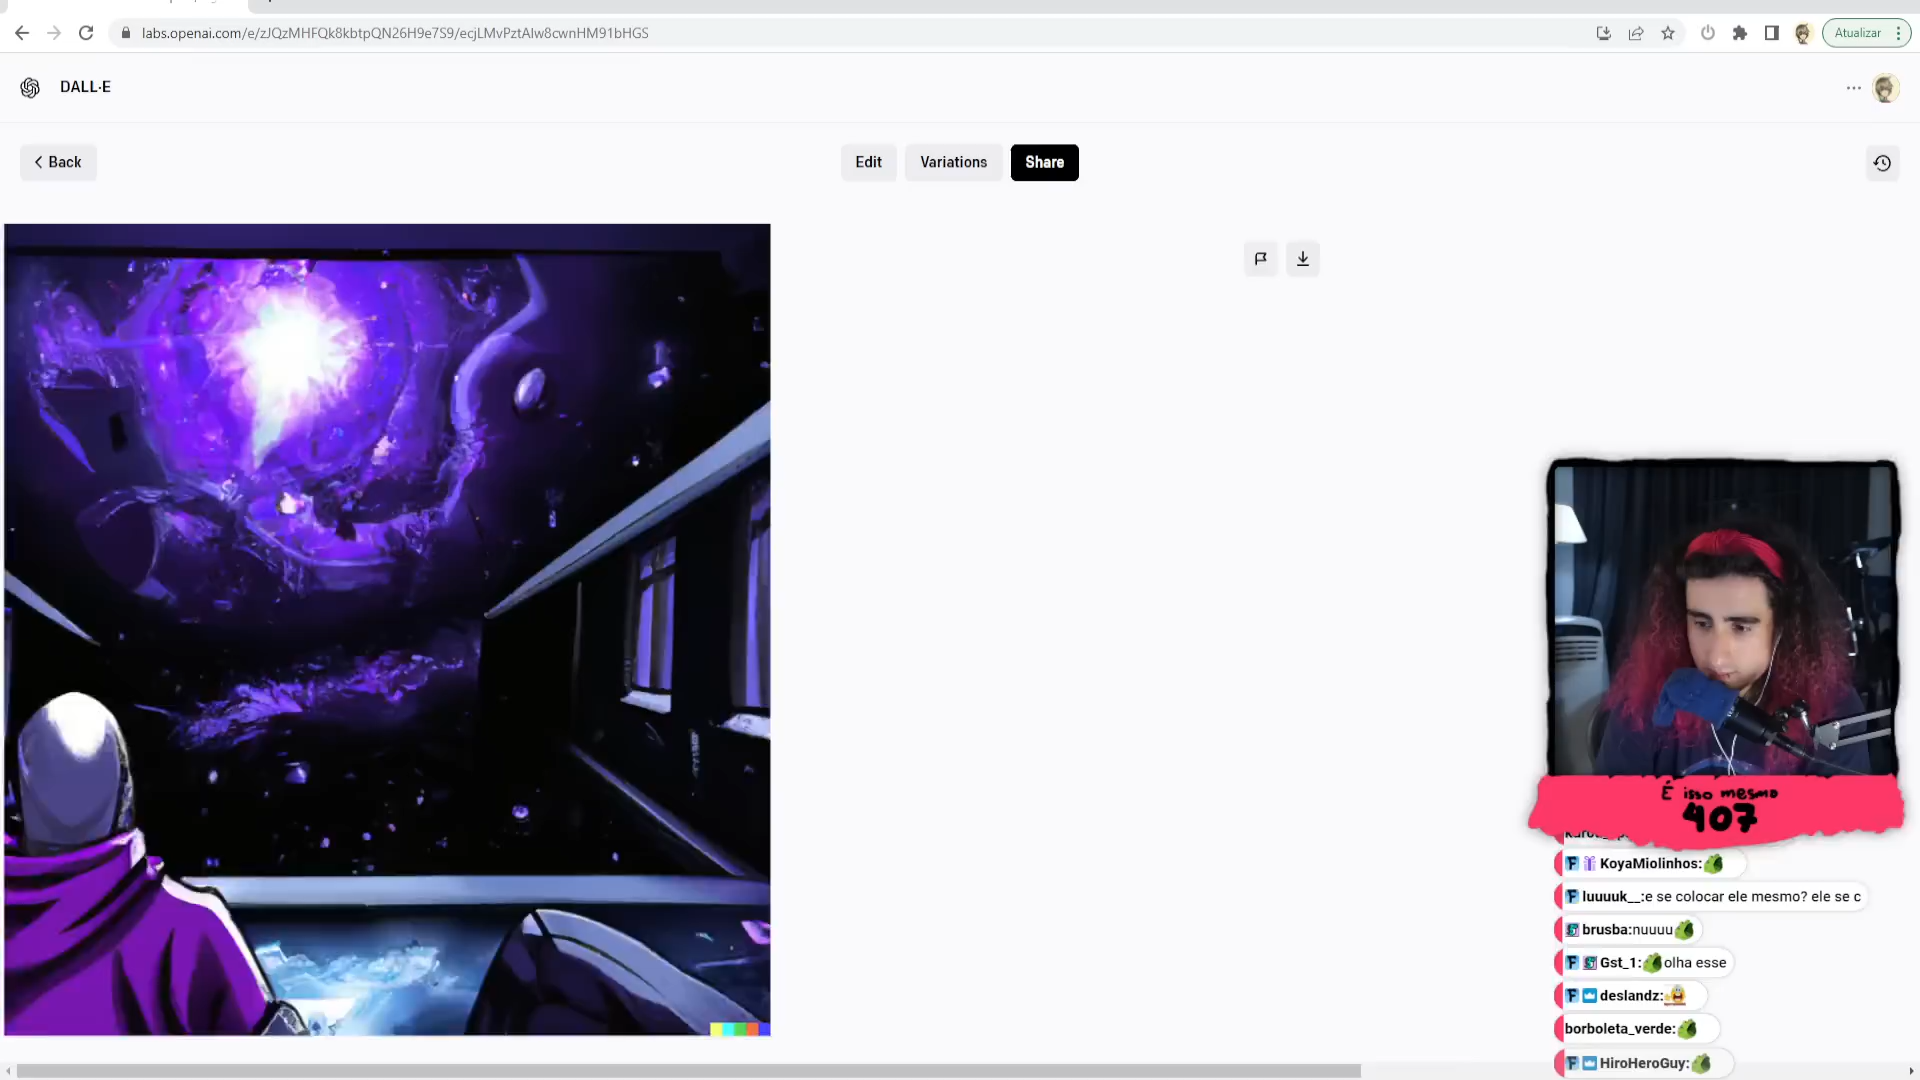 labs.openai.com/e/zJQzMHFQk8kbtpQN26H9e7S9/ecjLMvPztAIw8cwnHM91bHGS
Atualizar
DALL·E
Back
Edit
Variations
Share
É isso mesmo
407
KoyaMiolinhos:
luuuuk__:e se colocar ele mesmo? ele se c
brusba:nuuuu
Gst_1: olha esse
deslandz:
borboleta_verde:
HiroHeroGuy: